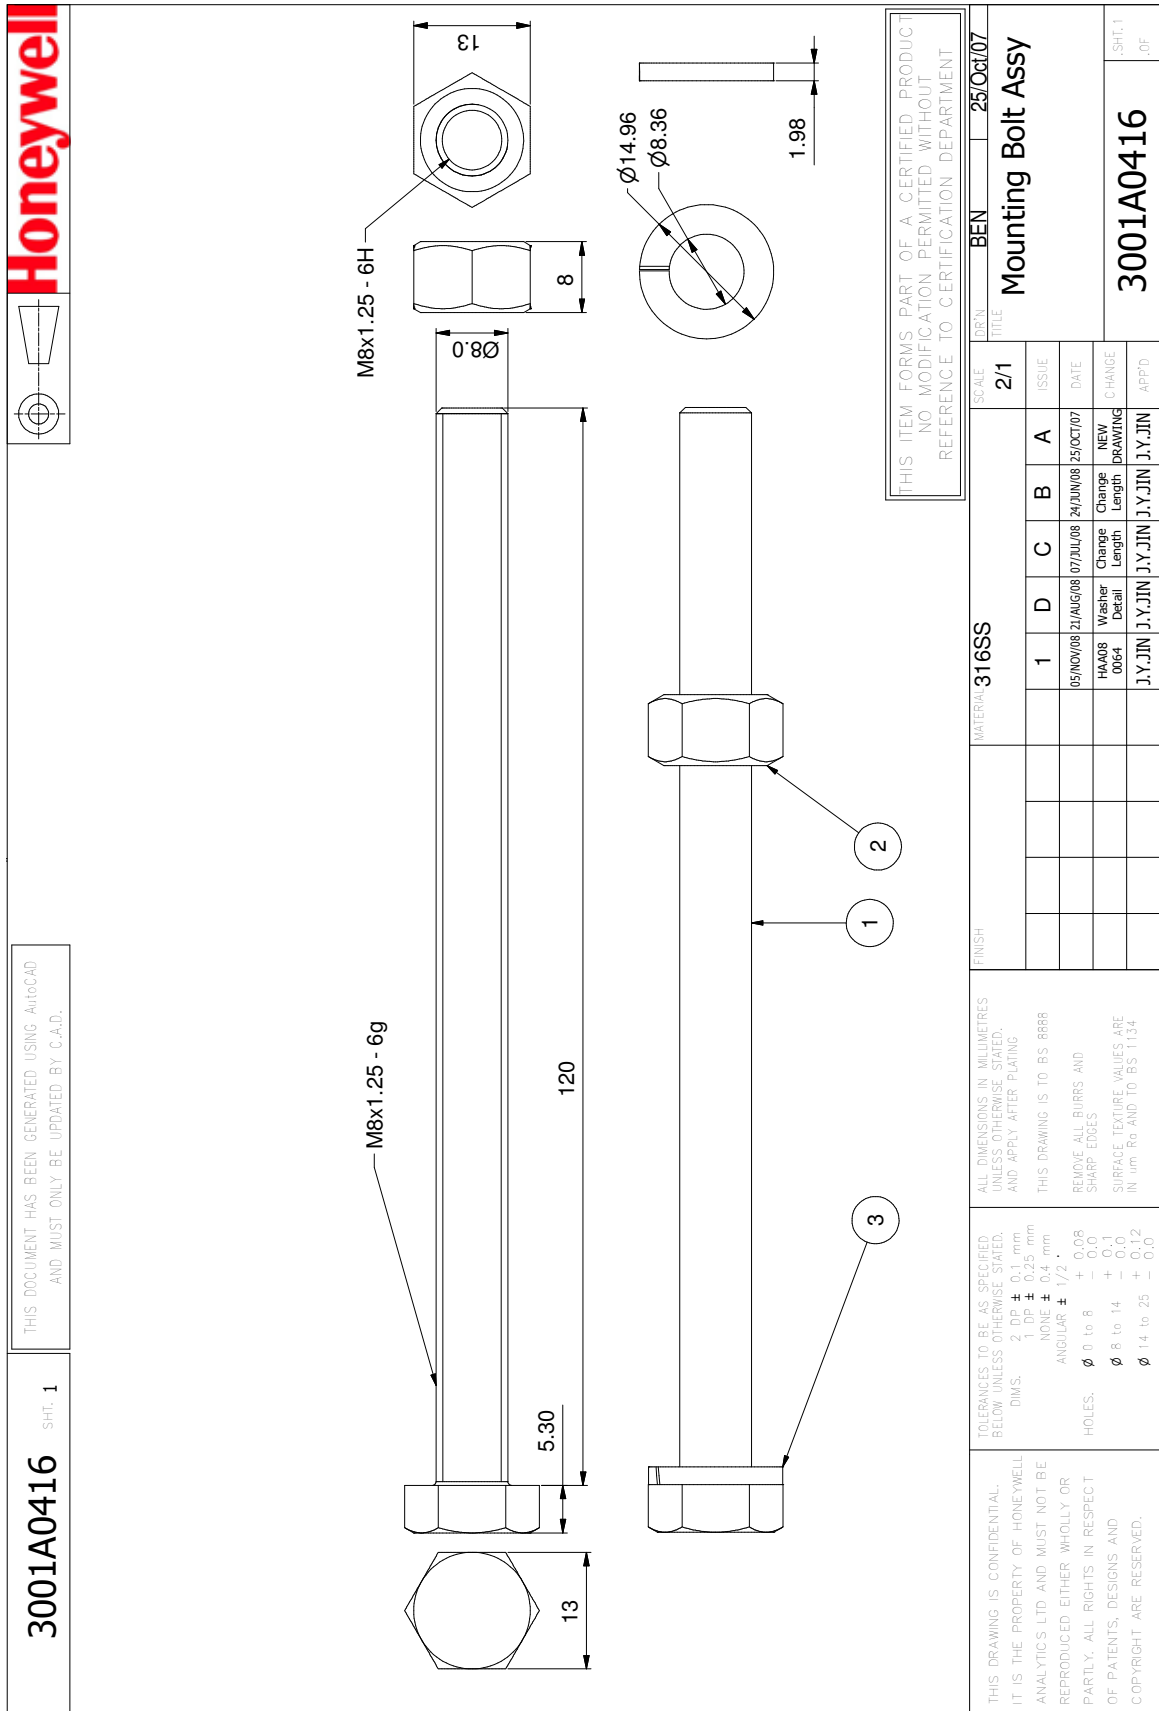 3001A0416 SHT. 1
THIS DOCUMENT HAS BEEN GENERATED USING AutoCAD
AND MUST ONLY BE UPDATED BY C.A.D.
Honeywell
M8x1.25 - 6g
M8x1.25 - 6H
13
5.30
120
Ø8.0
8
13
Ø14.96
Ø8.36
1.98
3
1
2
THIS ITEM FORMS PART OF A CERTIFIED PRODUCT
NO MODIFICATION PERMITTED WITHOUT
REFERENCE TO CERTIFICATION DEPARTMENT
THIS DRAWING IS CONFIDENTIAL.
IT IS THE PROPERTY OF HONEYWELL
ANALYTICS LTD AND MUST NOT BE
REPRODUCED EITHER WHOLLY OR
PARTLY. ALL RIGHTS IN RESPECT
OF PATENTS, DESIGNS AND
COPYRIGHT ARE RESERVED.
TOLERANCES TO BE AS SPECIFIED
BELOW UNLESS OTHERWISE STATED.
DIMS. 2 DP ± 0.1 mm
1 DP ± 0.25 mm
NONE ± 0.4 mm
ANGULAR ± 1/2 °
HOLES. Ø 0 to 8 + 0.08 - 0.0
Ø 8 to 14 + 0.1 - 0.0
Ø 14 to 25 + 0.12 - 0.0
ALL DIMENSIONS IN MILLIMETRES
UNLESS OTHERWISE STATED,
AND APPLY AFTER PLATING
THIS DRAWING IS TO BS 8888
REMOVE ALL BURRS AND
SHARP EDGES
SURFACE TEXTURE VALUES ARE
IN um Ra AND TO BS 1134
FINISH
MATERIAL 316SS
SCALE 2/1
1 D C B A ISSUE
05/NOV/08 21/AUG/08 07/JUL/08 24/JUN/08 25/OCT/07 DATE
HAA08 0064 Washer Detail Change Length Change Length NEW DRAWING CHANGE
J.Y.JIN J.Y.JIN J.Y.JIN J.Y.JIN J.Y.JIN APP'D
DR'N BEN 25/Oct/07
TITLE Mounting Bolt Assy
3001A0416
SHT. 1
OF